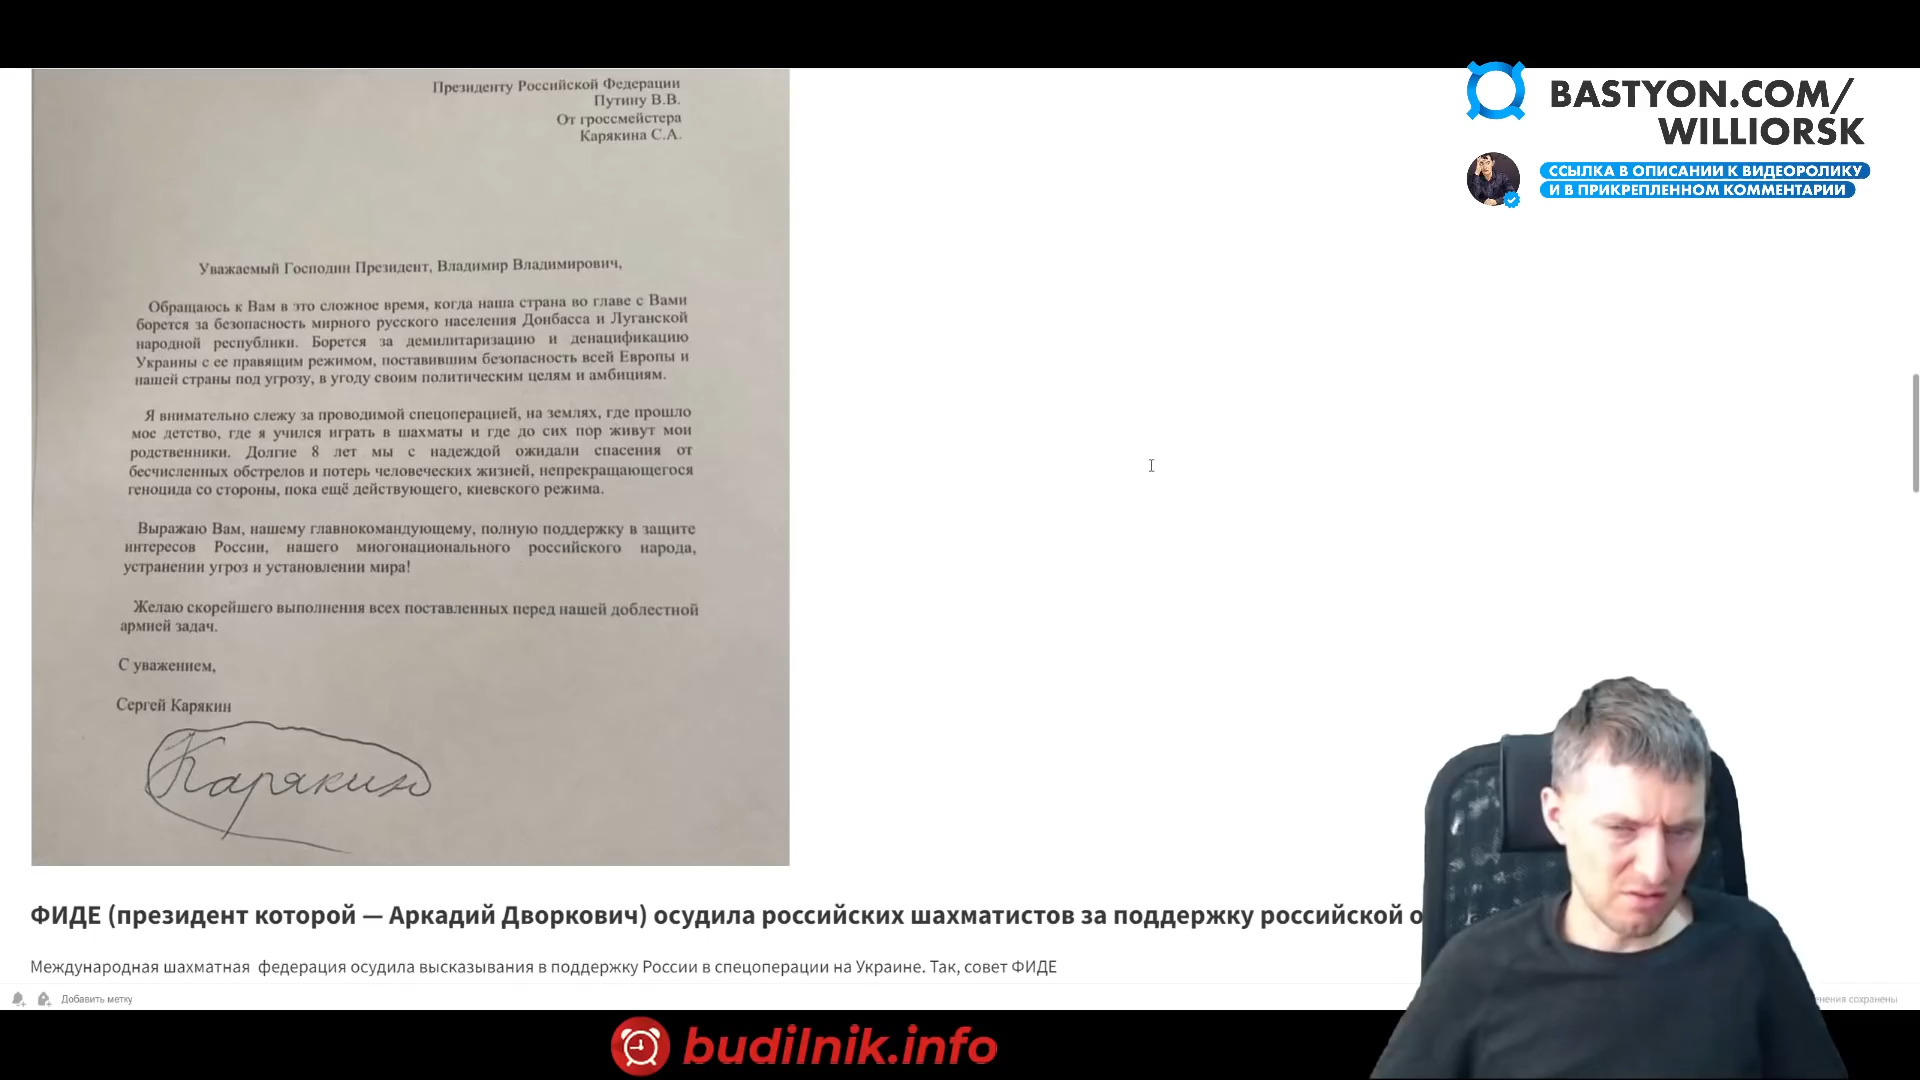 BASTYON.COM/
WILLIORSK
ССЫЛКА В ОПИСАНИИ К ВИДЕОРОЛИКУ
И В ПРИКРЕПЛЕННОМ КОММЕНТАРИИ
Президенту Российской Федерации
Путину В.В.
От гроссмейстера
Карякина С.А.
Уважаемый Господин Президент, Владимир Владимирович,
Обращаюсь к Вам в это сложное время, когда наша страна во главе с Вами
борется за безопасность мирного русского населения Донбасса и Луганской
народной республики. Борется за демилитаризацию и денацификацию
Украины с ее правящим режимом, поставившим безопасность всей Европы и
нашей страны под угрозу, в угоду своим политическим целям и амбициям.
Я внимательно слежу за проводимой спецоперацией, на землях, где прошло
мое детство, где я учился играть в шахматы и где до сих пор живут мои
родственники. Долгие 8 лет мы с надеждой ожидали спасения от
бесчисленных обстрелов и потерь человеческих жизней, непрекращающегося
геноцида со стороны, пока ещё действующего, киевского режима.
Выражаю Вам, нашему главнокомандующему, полную поддержку в защите
интересов России, нашего многонационального российского народа,
устранении угроз и установлении мира!
Желаю скорейшего выполнения всех поставленных перед нашей доблестной
армией задач.
С уважением,
Сергей Карякин
Карякин
ФИДЕ (президент которой — Аркадий Дворкович) осудила российских шахматистов за поддержку российской о
Международная шахматная федерация осудила высказывания в поддержку России в спецоперации на Украине. Так, совет ФИДЕ
Добавить метку
енения сохранены
budilnik.info